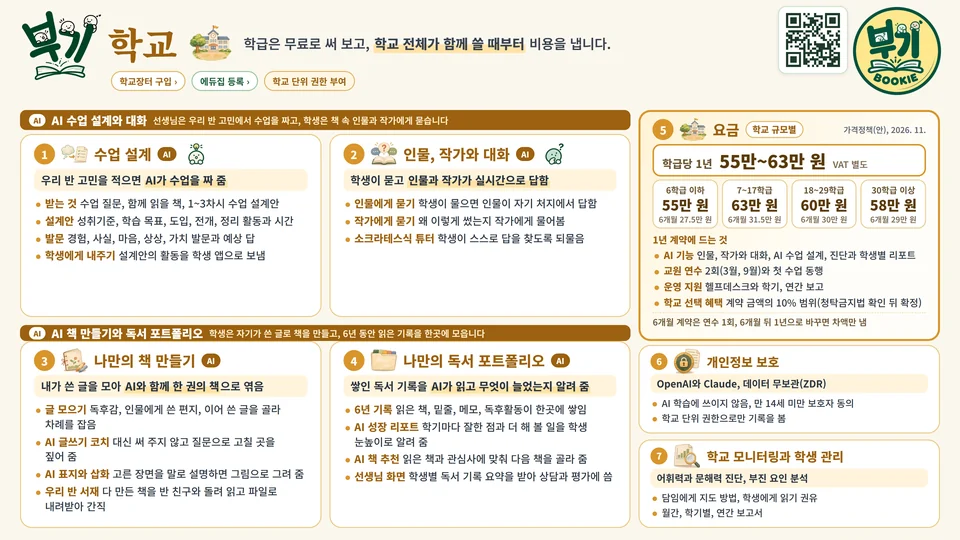 부기
학교
학급은 무료로 써 보고, 학교 전체가 함께 쓸 때부터 비용을 냅니다.
학교장터 구입 ›
에듀집 등록 ›
학교 단위 권한 부여
부기
BOOKIE
AI AI 수업 설계와 대화 선생님은 우리 반 고민에서 수업을 짜고, 학생은 책 속 인물과 작가에게 묻습니다
1 수업 설계 AI
우리 반 고민을 적으면 AI가 수업을 짜 줌
• 받는 것 수업 질문, 함께 읽을 책, 1~3차시 수업 설계안
• 설계안 성취기준, 학습 목표, 도입, 전개, 정리 활동과 시간
• 발문 경험, 사실, 마음, 상상, 가치 발문과 예상 답
• 학생에게 내주기 설계안의 활동을 학생 앱으로 보냄
2 인물, 작가와 대화 AI
학생이 묻고 인물과 작가가 실시간으로 답함
• 인물에게 묻기 학생이 물으면 인물이 자기 처지에서 답함
• 작가에게 묻기 왜 이렇게 썼는지 작가에게 물어봄
• 소크라테스식 튜터 학생이 스스로 답을 찾도록 되물음
AI AI 책 만들기와 독서 포트폴리오 학생은 자기가 쓴 글로 책을 만들고, 6년 동안 읽은 기록을 한곳에 모읍니다
3 나만의 책 만들기 AI
내가 쓴 글을 모아 AI와 함께 한 권의 책으로 엮음
• 글 모으기 독후감, 인물에게 쓴 편지, 이어 쓴 글을 골라
차례를 잡음
• AI 글쓰기 코치 대신 써 주지 않고 질문으로 고칠 곳을
짚어 줌
• AI 표지와 삽화 고른 장면을 말로 설명하면 그림으로 그려 줌
• 우리 반 서재 다 만든 책을 반 친구와 돌려 읽고 파일로
내려받아 간직
4 나만의 독서 포트폴리오 AI
쌓인 독서 기록을 AI가 읽고 무엇이 늘었는지 알려 줌
• 6년 기록 읽은 책, 밑줄, 메모, 독후활동이 한곳에 쌓임
• AI 성장 리포트 학기마다 잘한 점과 더 해 볼 일을 학생
눈높이로 알려 줌
• AI 책 추천 읽은 책과 관심사에 맞춰 다음 책을 골라 줌
• 선생님 화면 학생별 독서 기록 요약을 받아 상담과 평가에 씀
5 요금 학교 규모별 가격정책(안), 2026. 11.
학급당 1년 55만~63만 원 VAT 별도
6학급 이하
55만 원
6개월 27.5만 원
7~17학급
63만 원
6개월 31.5만 원
18~29학급
60만 원
6개월 30만 원
30학급 이상
58만 원
6개월 29만 원
1년 계약에 드는 것
• AI 기능 인물, 작가와 대화, AI 수업 설계, 진단과 학생별 리포트
• 교원 연수 2회(3월, 9월)와 첫 수업 동행
• 운영 지원 헬프데스크와 학기, 연간 보고
• 학교 선택 혜택 계약 금액의 10% 범위(청탁금지법 확인 뒤 확정)
6개월 계약은 연수 1회, 6개월 뒤 1년으로 바꾸면 차액만 냄
6 개인정보 보호
OpenAI와 Claude, 데이터 무보관(ZDR)
• AI 학습에 쓰이지 않음, 만 14세 미만 보호자 동의
• 학교 단위 권한으로만 기록을 봄
7 학교 모니터링과 학생 관리
어휘력과 문해력 진단, 부진 요인 분석
• 담임에게 지도 방법, 학생에게 읽기 권유
• 월간, 학기별, 연간 보고서